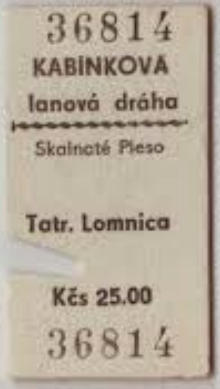 36814
KABÍNKOVÁ
lanová dráha
Skalnaté Pleso
Tatr. Lomnica
Kčs 25.00
36814